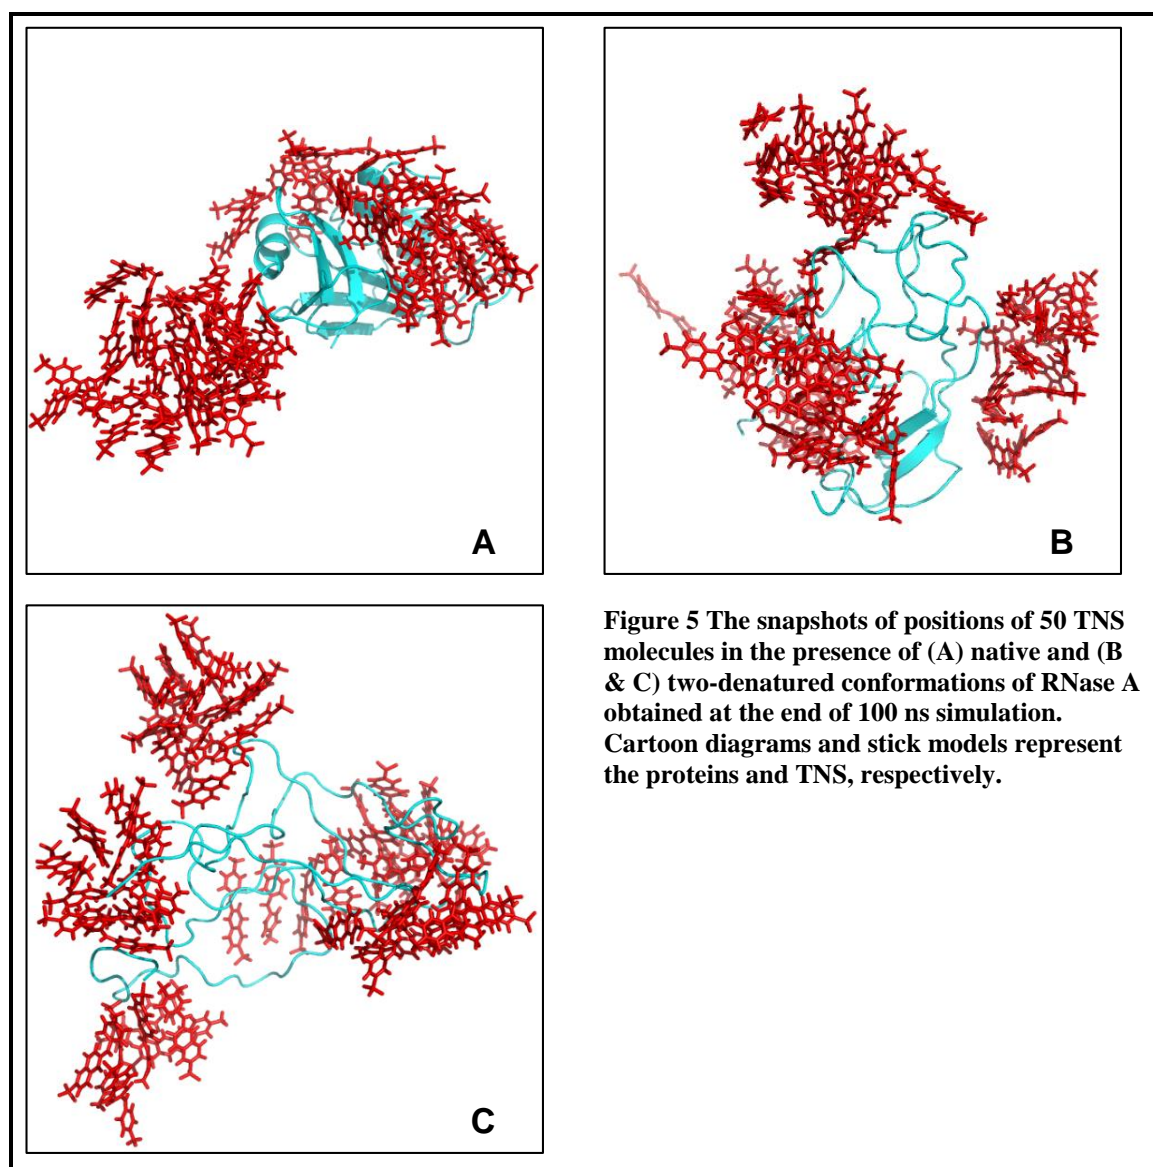 A
B
Figure 5 The snapshots of positions of 50 TNS
molecules in the presence of (A) native and (B
& C) two-denatured conformations of RNase A
obtained at the end of 100 ns simulation.
Cartoon diagrams and stick models represent
the proteins and TNS, respectively.
C